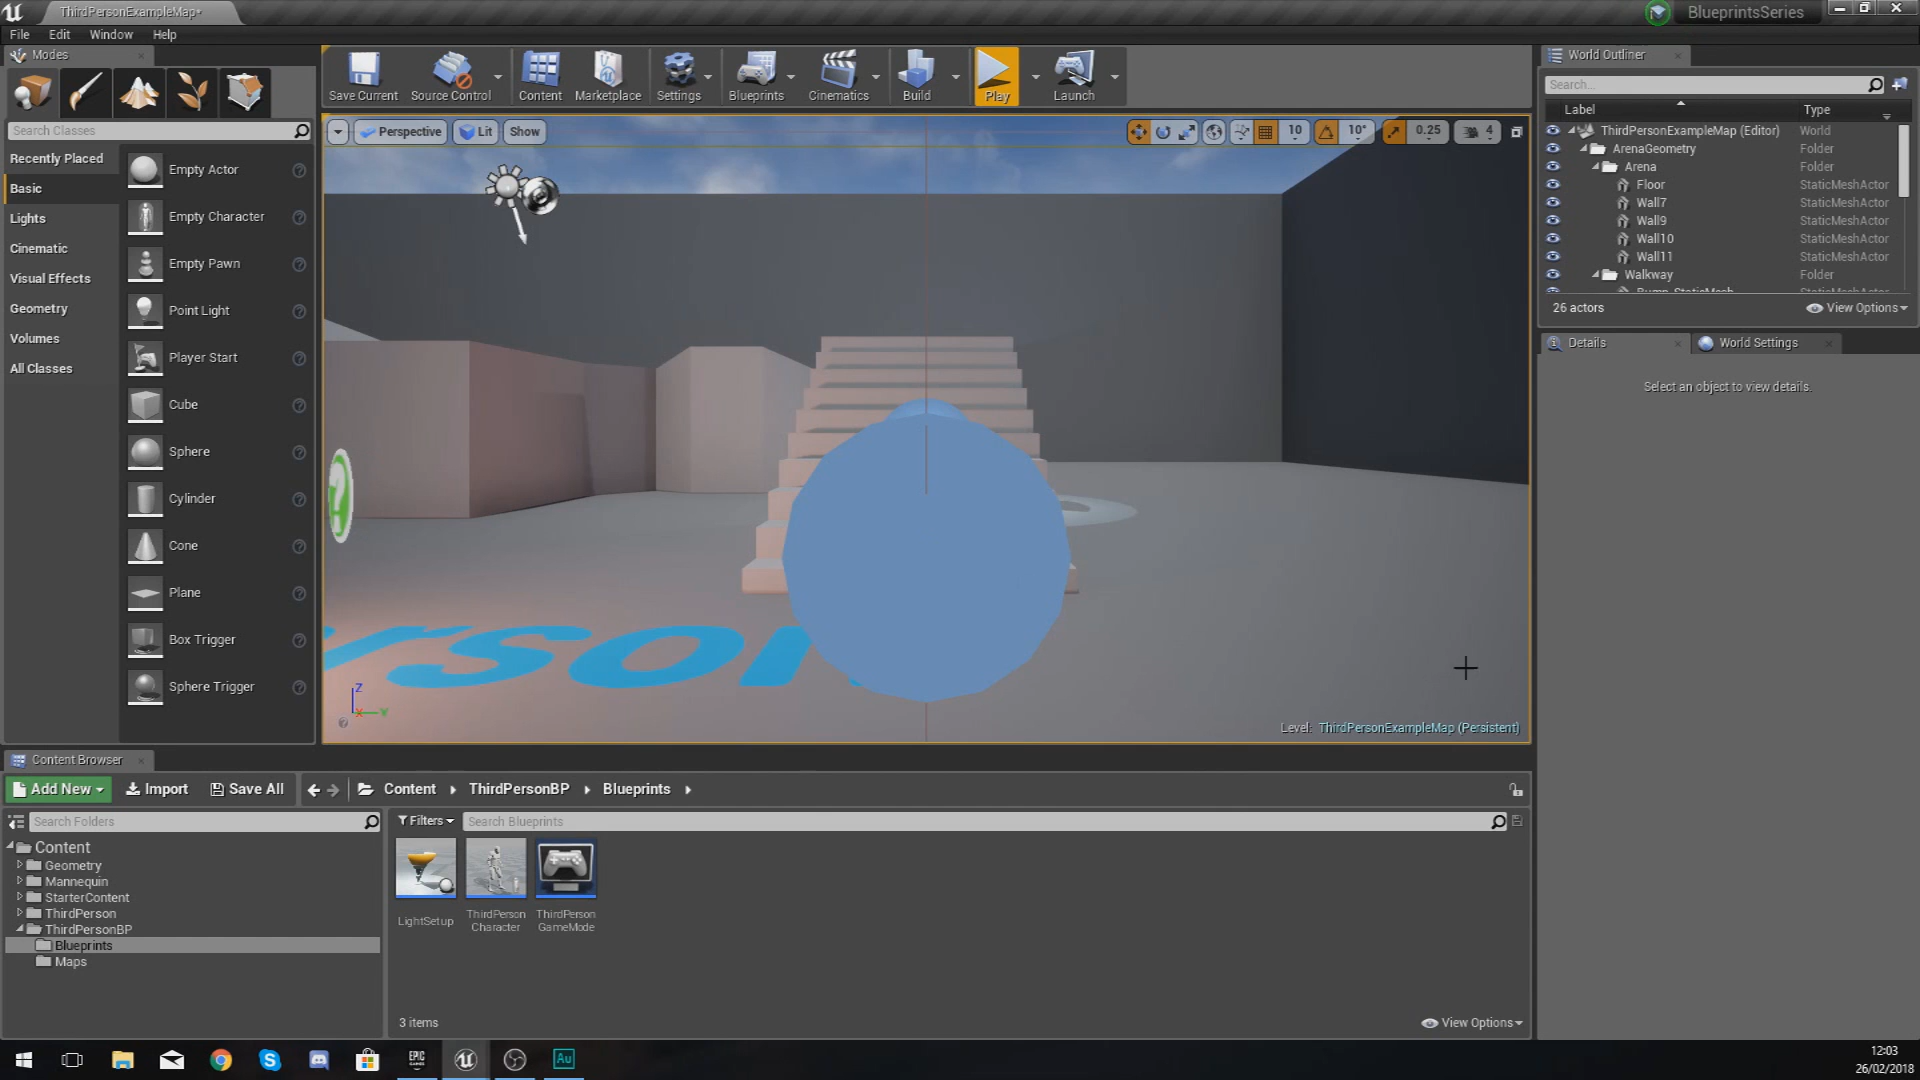 ThirdPersonExampleMap*
BlueprintsSeries
File Edit Window Help
Modes
Save Current
Source Control
Content
Marketplace
Settings
Blueprints
Cinematics
Build
Play
Launch
Search Classes
Recently Placed
Basic
Lights
Cinematic
Visual Effects
Geometry
Volumes
All Classes
Empty Actor
Empty Character
Empty Pawn
Point Light
Player Start
Cube
Sphere
Cylinder
Cone
Plane
Box Trigger
Sphere Trigger
Perspective Lit Show
10 10° 0.25 4
rson
Z
X Y
Level: ThirdPersonExampleMap (Persistent)
World Outliner
Search...
Label Type
ThirdPersonExampleMap (Editor) World
ArenaGeometry Folder
Arena Folder
Floor StaticMeshActor
Wall7 StaticMeshActor
Wall9 StaticMeshActor
Wall10 StaticMeshActor
Wall11 StaticMeshActor
Walkway Folder
Bump_StaticMesh StaticMeshActor
26 actors View Options
Details World Settings
Select an object to view details.
Content Browser
Add New Import Save All Content ThirdPersonBP Blueprints
Search Folders
Filters Search Blueprints
Content
Geometry
Mannequin
StarterContent
ThirdPerson
ThirdPersonBP
Blueprints
Maps
LightSetup
ThirdPerson
Character
ThirdPerson
GameMode
3 items View Options
EPIC
GAMES
Au
12:03
26/02/2018